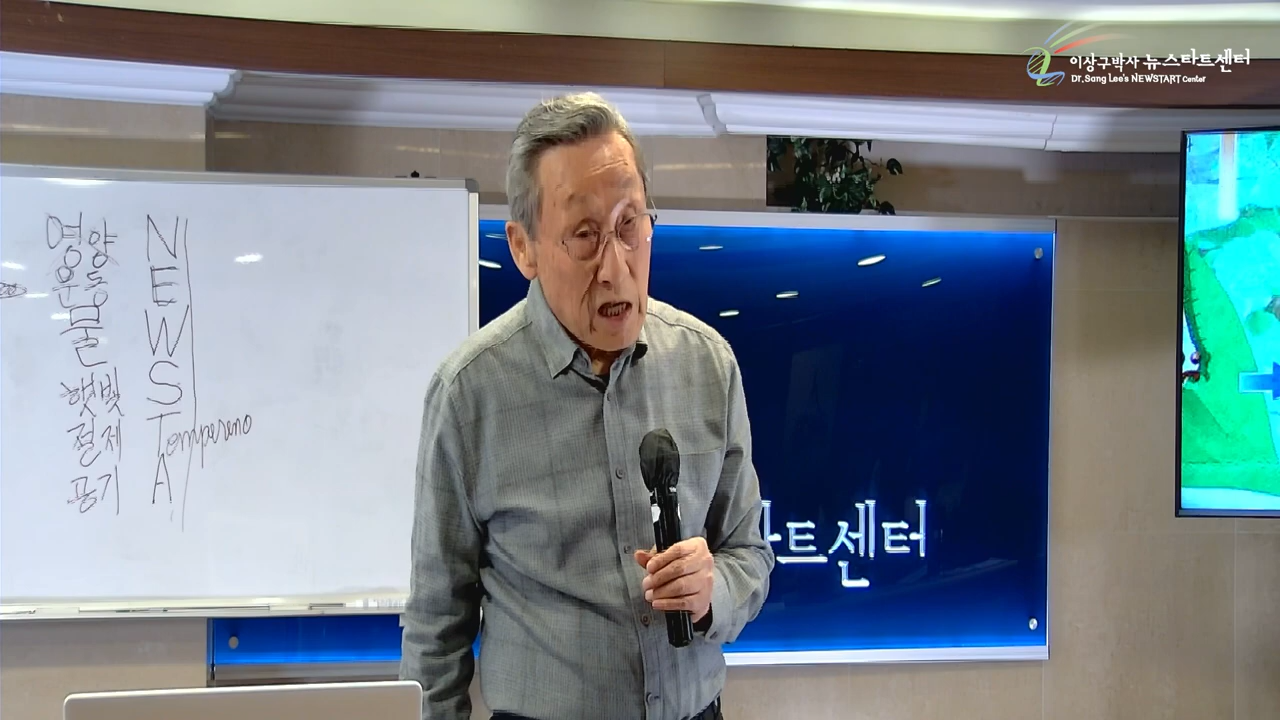 이상구박사 뉴스타트센터
Dr. Sang Lee's NEWSTART Center
영양 N
운동 E
물 W
햇빛 S
절제 Temperano
공기 A
타트센터